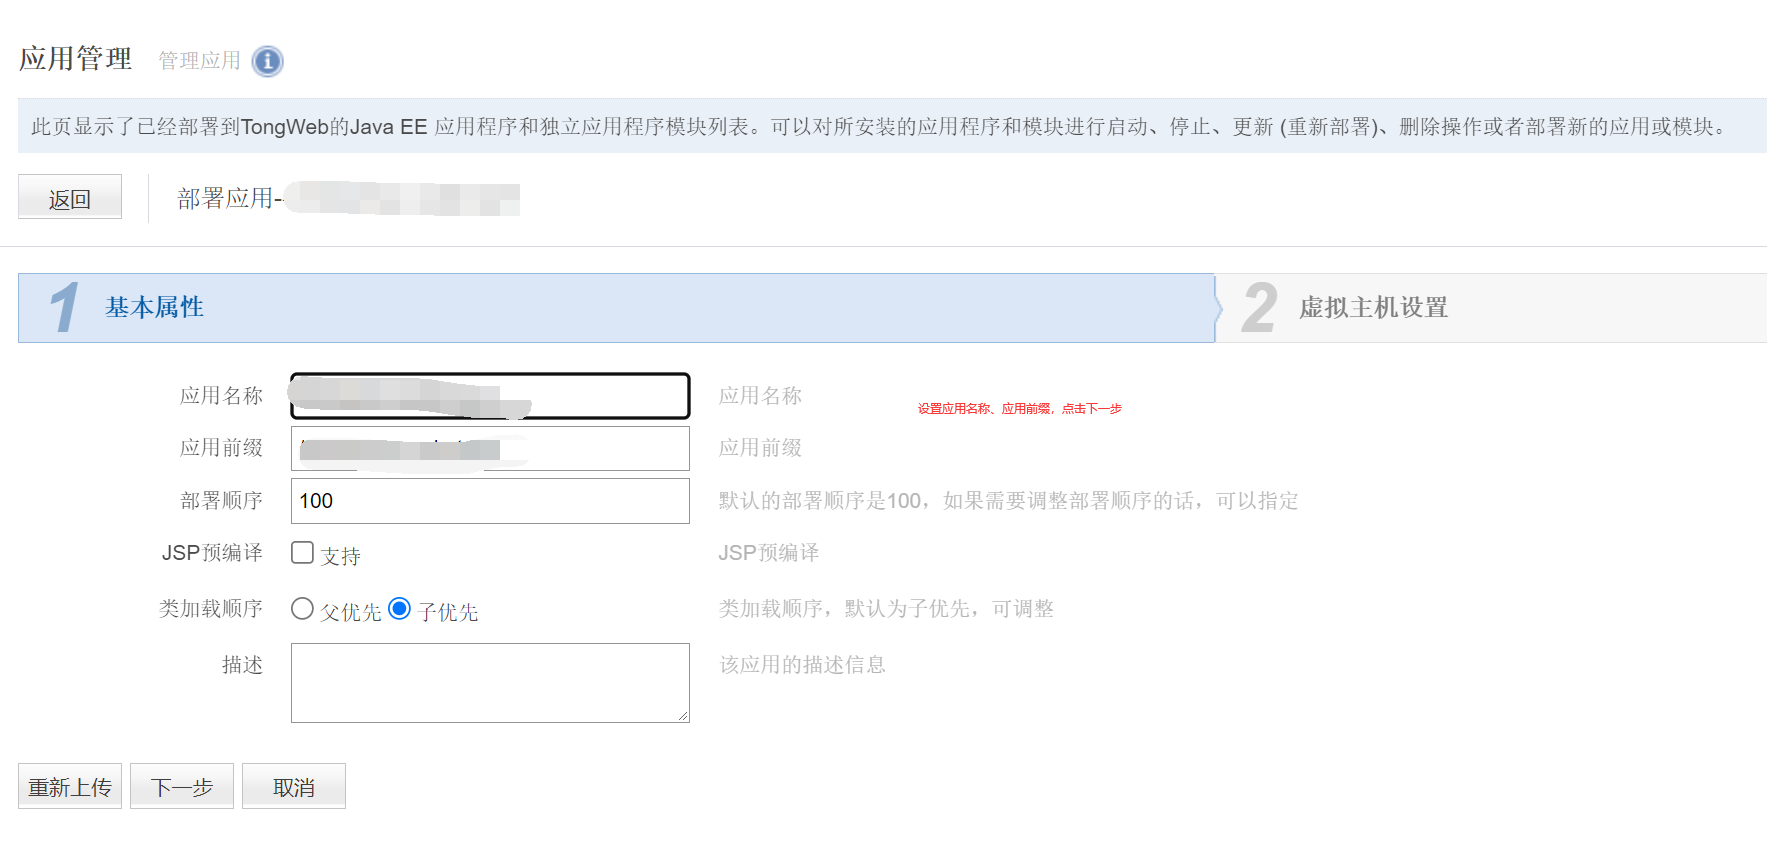 应用管理 管理应用
此页显示了已经部署到TongWeb的Java EE 应用程序和独立应用程序模块列表。可以对所安装的应用程序和模块进行启动、停止、更新 (重新部署)、删除操作或者部署新的应用或模块。
返回 部署应用--
1 基本属性 2 虚拟主机设置
应用名称 应用名称 设置应用名称、应用前缀，点击下一步
应用前缀 应用前缀
部署顺序 100 默认的部署顺序是100，如果需要调整部署顺序的话，可以指定
JSP预编译 支持 JSP预编译
类加载顺序 父优先 子优先 类加载顺序，默认为子优先，可调整
描述 该应用的描述信息
重新上传 下一步 取消